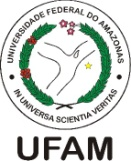 UNIVERSIDADE FEDERAL DO AMAZONAS
IN UNIVERSA SCIENTIA VERITAS
UFAM